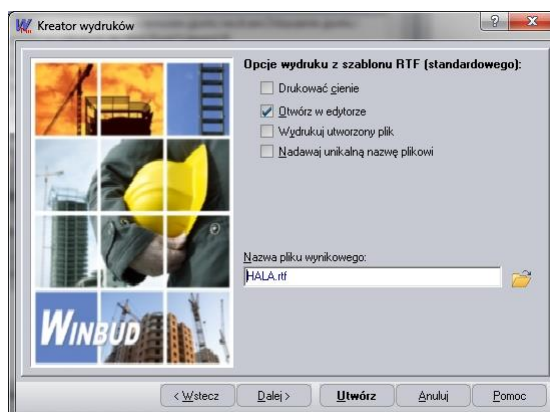 Kreator wydruków
Opcje wydruku z szablonu RTF (standardowego):
Drukować cienie
Otwórz w edytorze
Wydrukuj utworzony plik
Nadawaj unikalną nazwę plikowi
Nazwa pliku wynikowego:
HALA.rtf
WINBUD
< Wstecz
Dalej >
Utwórz
Anuluj
Pomoc